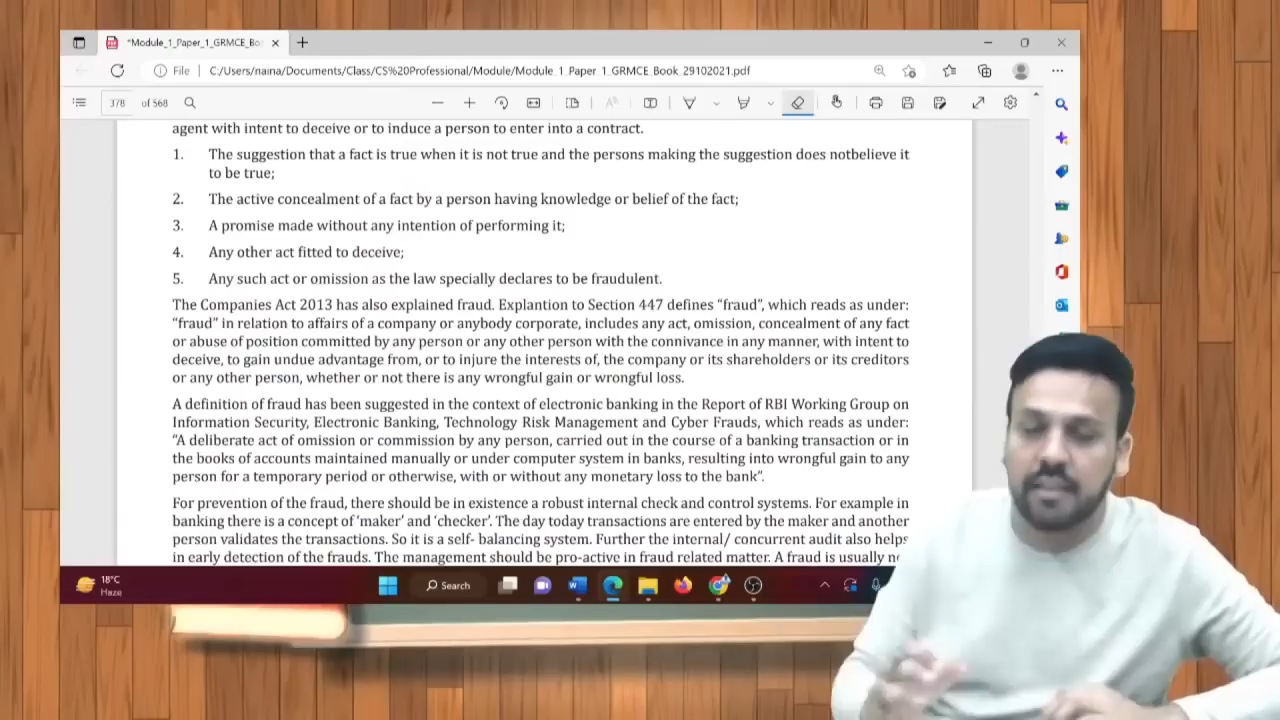 *Module_1_Paper_1_GRMCE_Bo
File C:/Users/naina/Documents/Class/CS%20Professional/Module/Module_1_Paper_1_GRMCE_Book_29102021.pdf
378 of 568
agent with intent to deceive or to induce a person to enter into a contract.
1. The suggestion that a fact is true when it is not true and the persons making the suggestion does notbelieve it
to be true;
2. The active concealment of a fact by a person having knowledge or belief of the fact;
3. A promise made without any intention of performing it;
4. Any other act fitted to deceive;
5. Any such act or omission as the law specially declares to be fraudulent.
The Companies Act 2013 has also explained fraud. Explantion to Section 447 defines “fraud”, which reads as under:
“fraud” in relation to affairs of a company or anybody corporate, includes any act, omission, concealment of any fact
or abuse of position committed by any person or any other person with the connivance in any manner, with intent to
deceive, to gain undue advantage from, or to injure the interests of, the company or its shareholders or its creditors
or any other person, whether or not there is any wrongful gain or wrongful loss.
A definition of fraud has been suggested in the context of electronic banking in the Report of RBI Working Group on
Information Security, Electronic Banking, Technology Risk Management and Cyber Frauds, which reads as under:
“A deliberate act of omission or commission by any person, carried out in the course of a banking transaction or in
the books of accounts maintained manually or under computer system in banks, resulting into wrongful gain to any
person for a temporary period or otherwise, with or without any monetary loss to the bank”.
For prevention of the fraud, there should be in existence a robust internal check and control systems. For example in
banking there is a concept of ‘maker’ and ‘checker’. The day today transactions are entered by the maker and another
person validates the transactions. So it is a self- balancing system. Further the internal/ concurrent audit also helps
in early detection of the frauds. The management should be pro-active in fraud related matter. A fraud is usually
18°C
Haze
Search